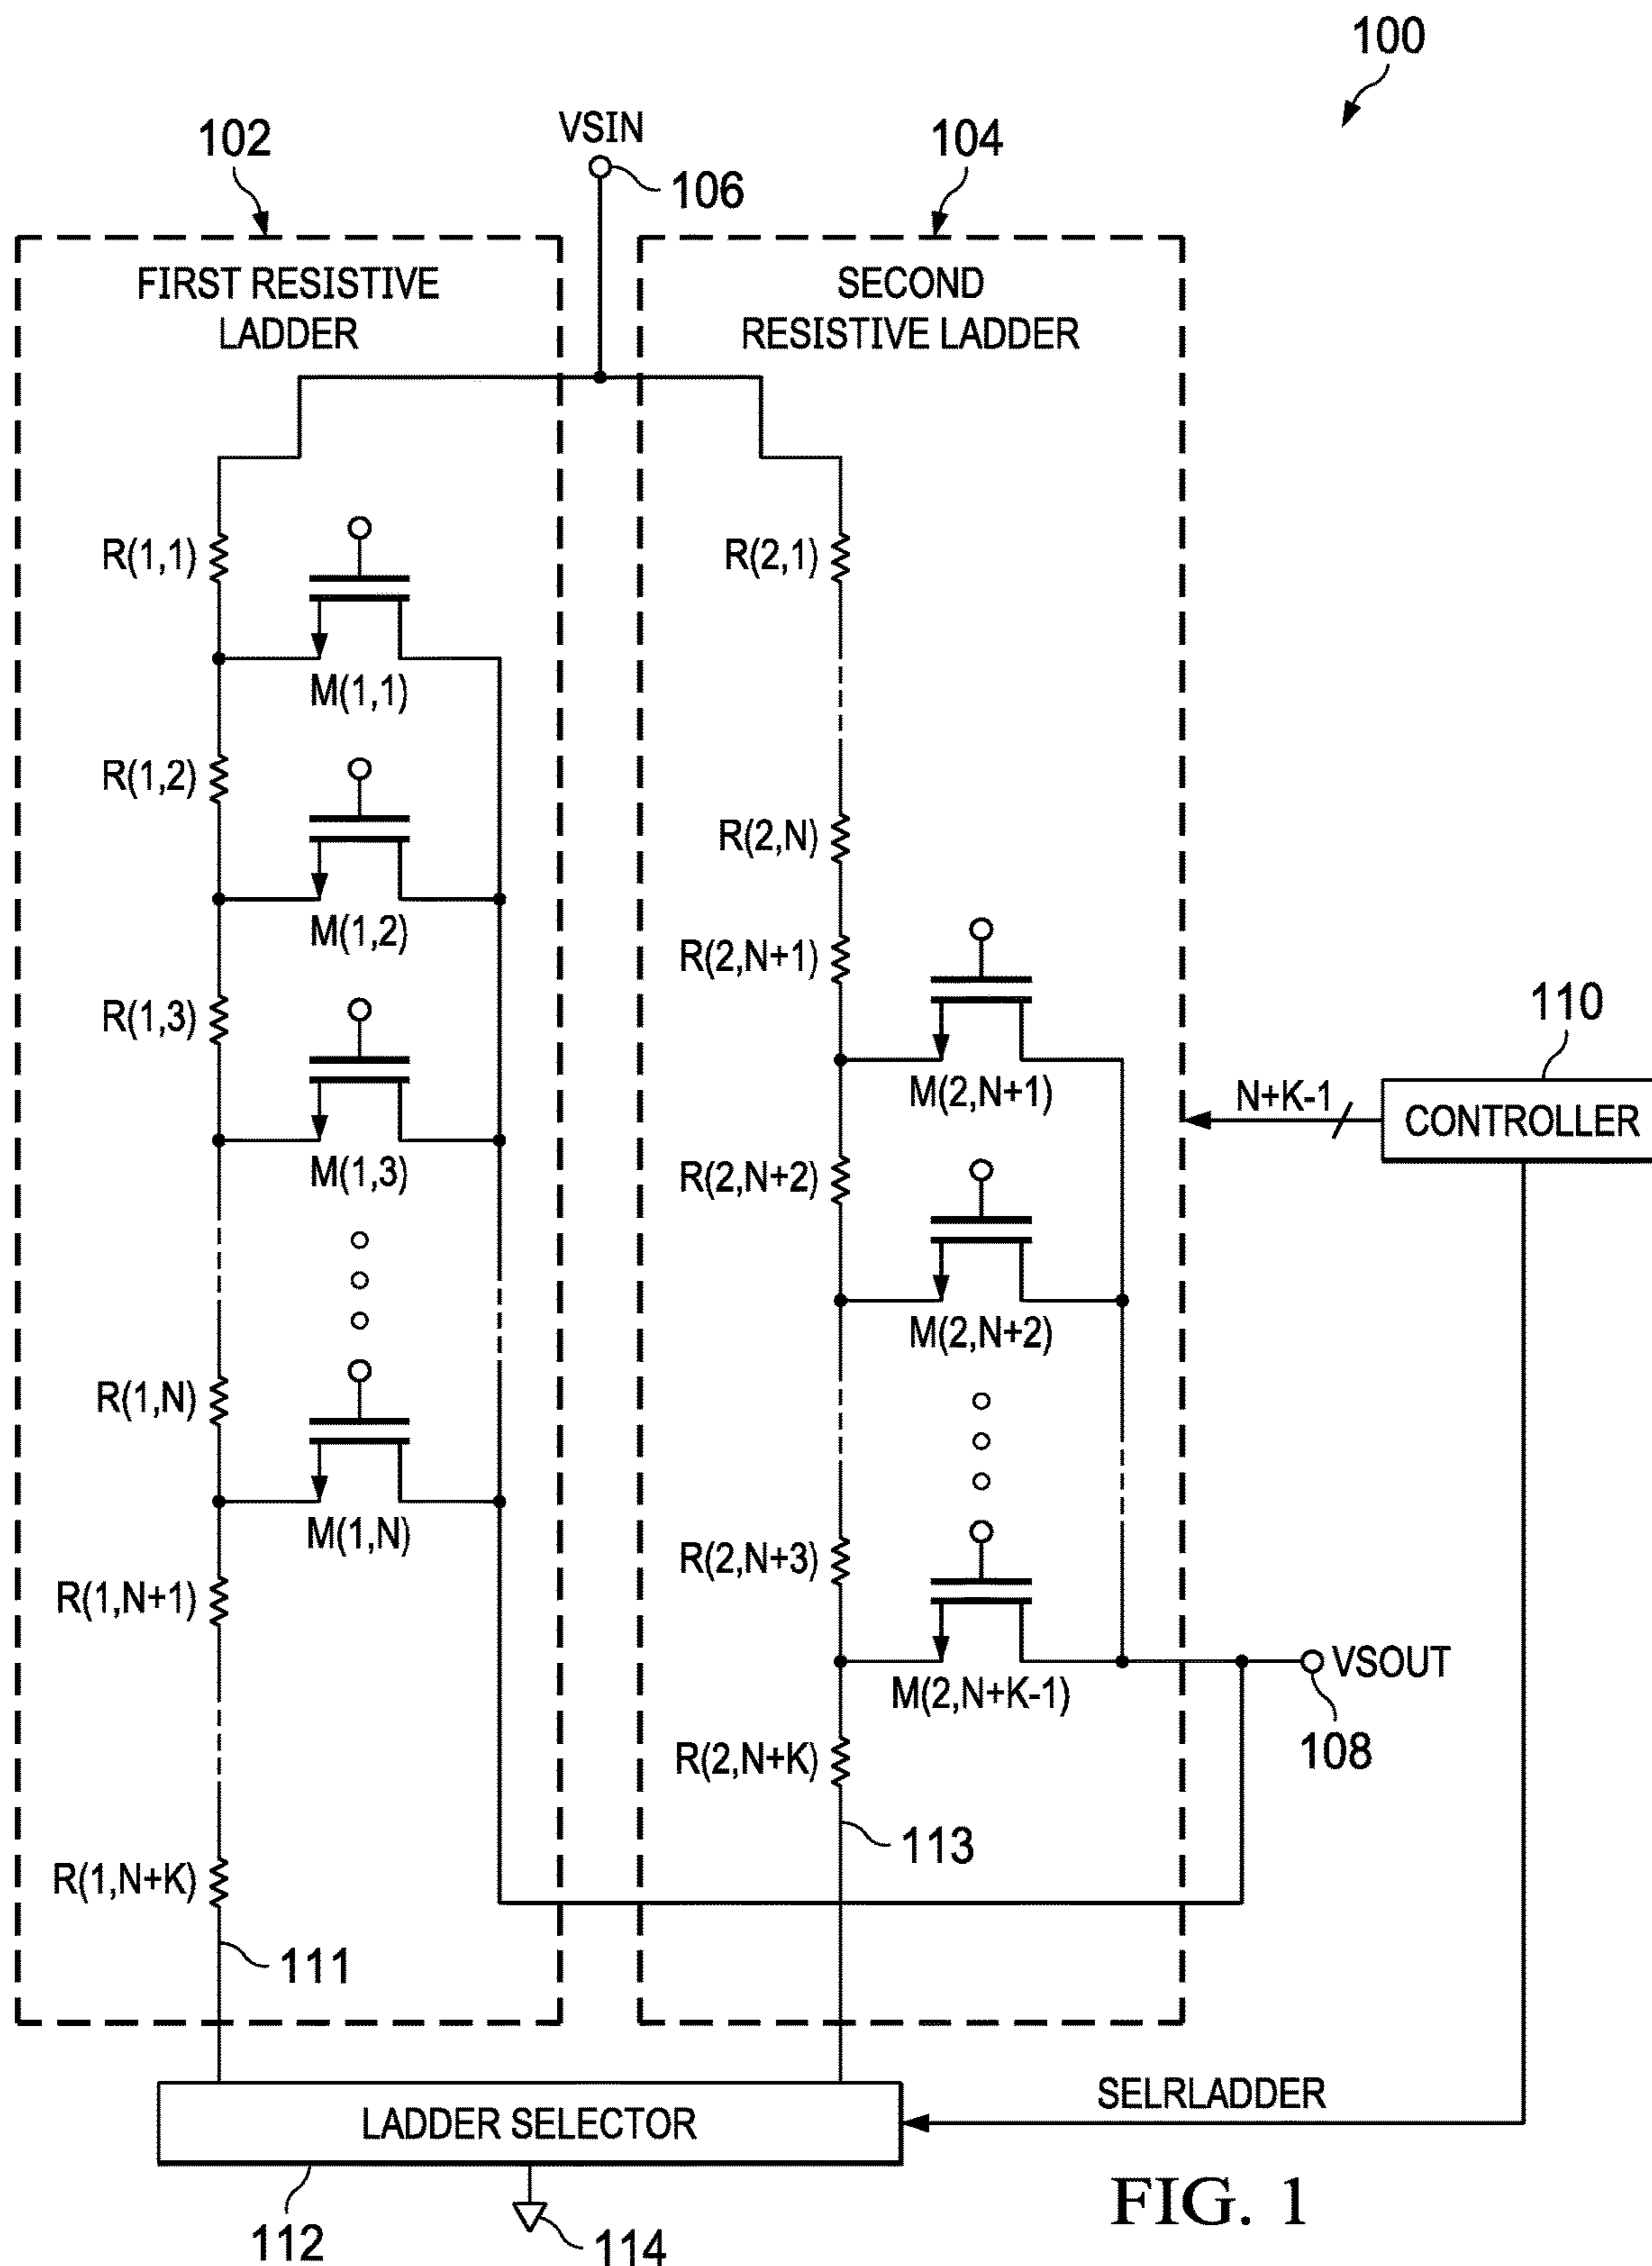 100
VSIN
102
104
106
FIRST RESISTIVE
LADDER
SECOND
RESISTIVE LADDER
R(1,1)
M(1,1)
R(1,2)
M(1,2)
R(1,3)
M(1,3)
R(1,N)
M(1,N)
R(1,N+1)
R(1,N+K)
111
R(2,1)
R(2,N)
R(2,N+1)
M(2,N+1)
R(2,N+2)
M(2,N+2)
R(2,N+3)
M(2,N+K-1)
R(2,N+K)
113
110
N+K-1
CONTROLLER
VSOUT
108
SELRLADDER
LADDER SELECTOR
112
114
FIG. 1